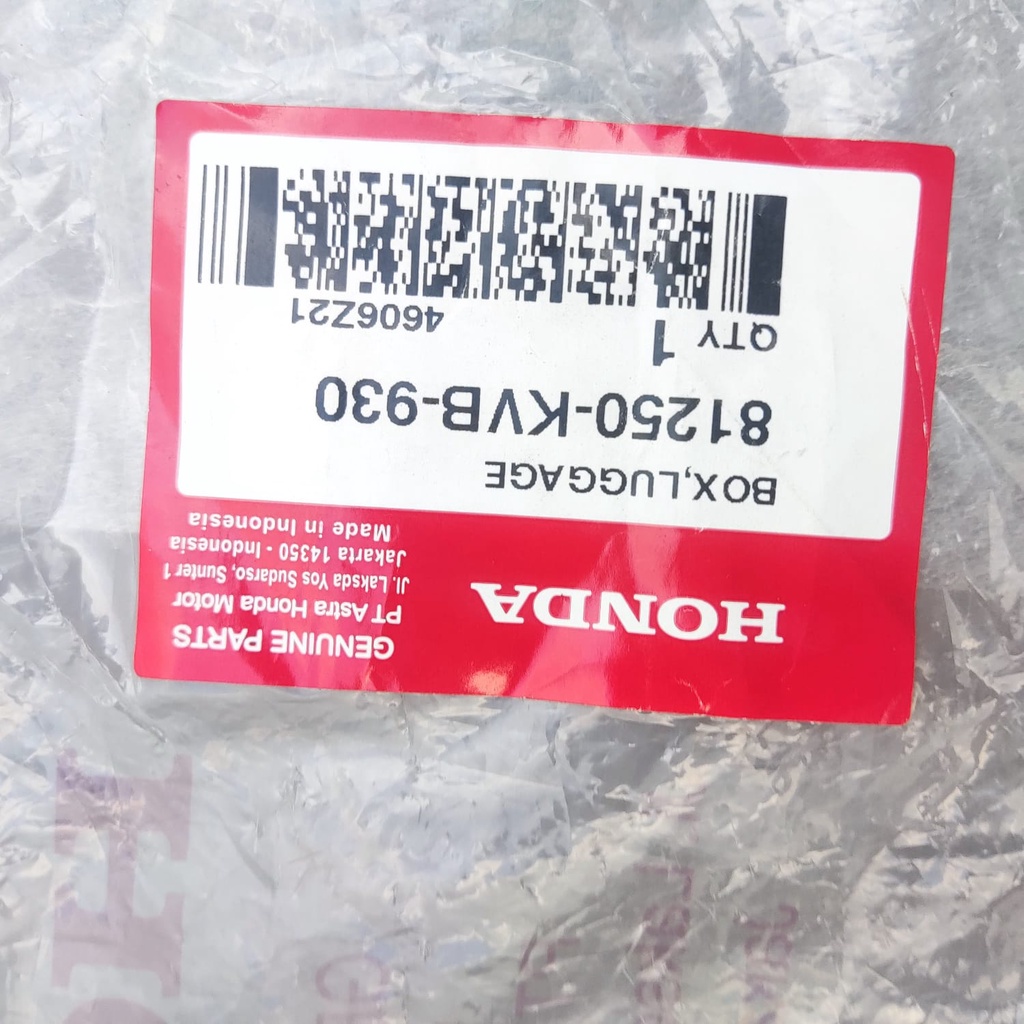 HONDA
GENUINE PARTS
PT Astra Honda Motor
Jl. Laksda Yos Sudarso, Sunter 1
Jakarta 14350 - Indonesia
Made in Indonesia
BOX,LUGGAGE
81250-KVB-930
QTY 1
4606Z21